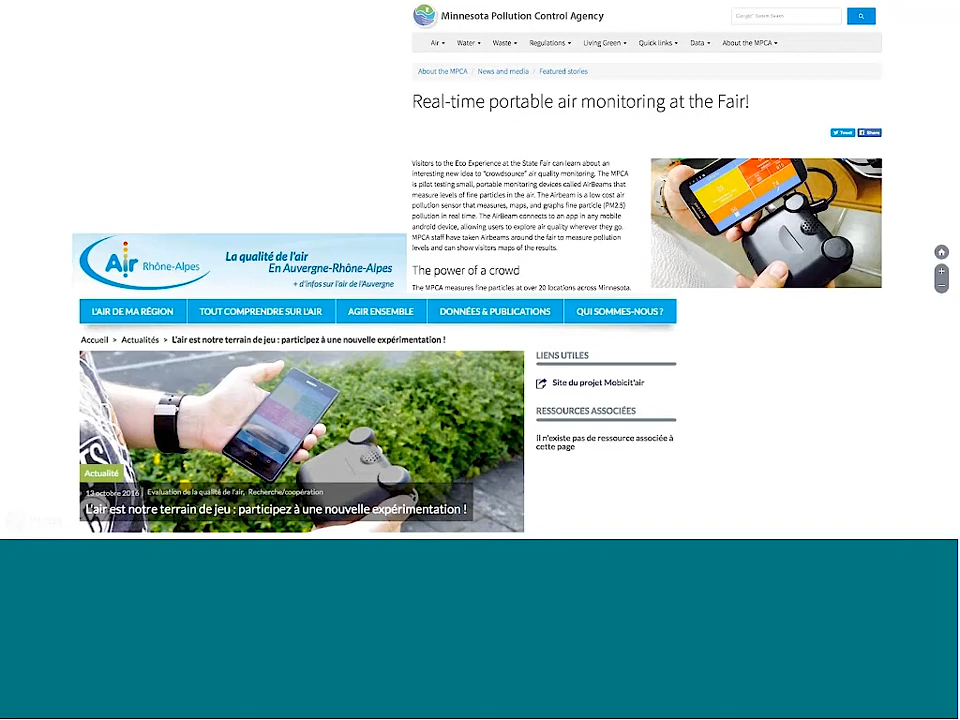 Minnesota Pollution Control Agency
Air Water Waste Regulations Living Green Quick links Data About the MPCA
About the MPCA / News and media / Featured stories
Real-time portable air monitoring at the Fair!
Tweet Share
Visitors to the Eco Experience at the State Fair can learn about an
interesting new idea to "crowdsource" air quality monitoring. The MPCA
is pilot testing small, portable monitoring devices called AirBeams that
measure levels of fine particles in the air. The Airbeam is a low cost air
pollution sensor that measures, maps, and graphs fine particle (PM2.5)
pollution in real time. The AirBeam connects to an app in any mobile
android device, allowing users to explore air quality wherever they go.
MPCA staff have taken Airbeams around the fair to measure pollution
levels and can show visitors maps of the results.
The power of a crowd
The MPCA measures fine particles at over 20 locations across Minnesota.
Air Rhône-Alpes
La qualité de l'air
En Auvergne-Rhône-Alpes
+ d'infos sur l'air de l'Auvergne
L'AIR DE MA RÉGION TOUT COMPRENDRE SUR L'AIR AGIR ENSEMBLE DONNÉES & PUBLICATIONS QUI SOMMES-NOUS ?
Accueil > Actualités > L'air est notre terrain de jeu : participez à une nouvelle expérimentation !
LIENS UTILES
Site du projet Mobicit'air
RESSOURCES ASSOCIÉES
Il n'existe pas de ressource associée à
cette page
Actualité
13 octobre 2016 | Evaluation de la qualité de l'air, Recherche/coopération
L'air est notre terrain de jeu : participez à une nouvelle expérimentation !